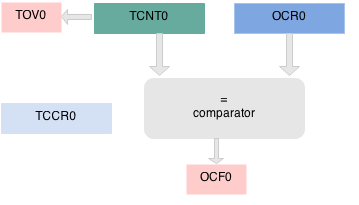 TOV0
TCNT0
OCR0
TCCR0
=
comparator
OCF0